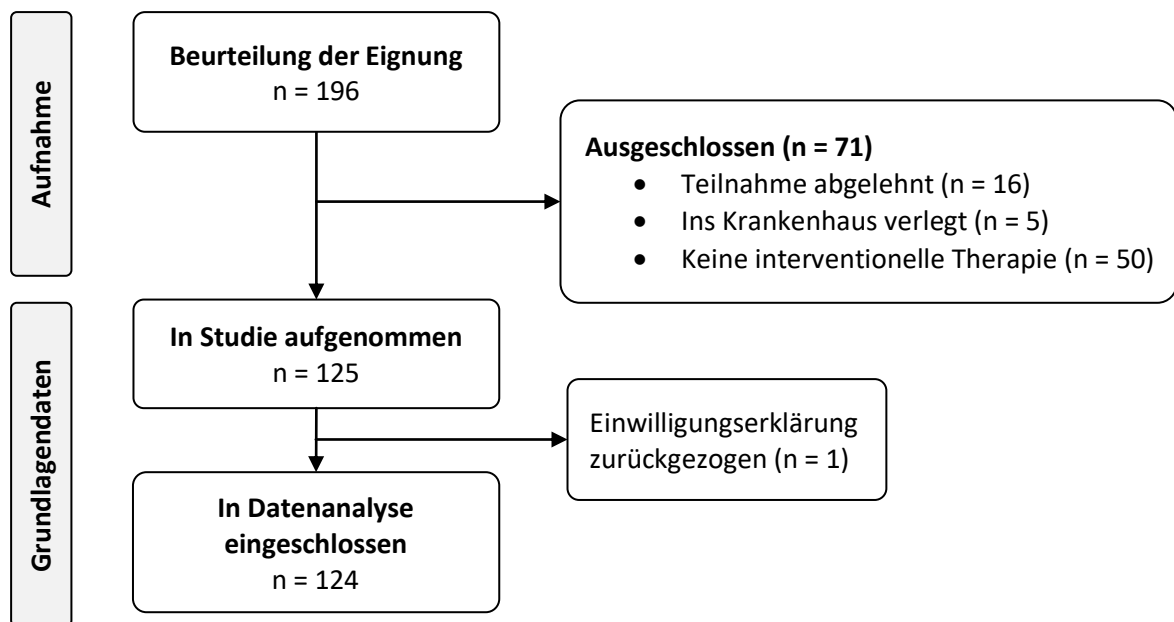 Aufnahme
Beurteilung der Eignung
n = 196
Ausgeschlossen (n = 71)
• Teilnahme abgelehnt (n = 16)
• Ins Krankenhaus verlegt (n = 5)
• Keine interventionelle Therapie (n = 50)
Grundlagendaten
In Studie aufgenommen
n = 125
Einwilligungserklärung
zurückgezogen (n = 1)
In Datenanalyse
eingeschlossen
n = 124